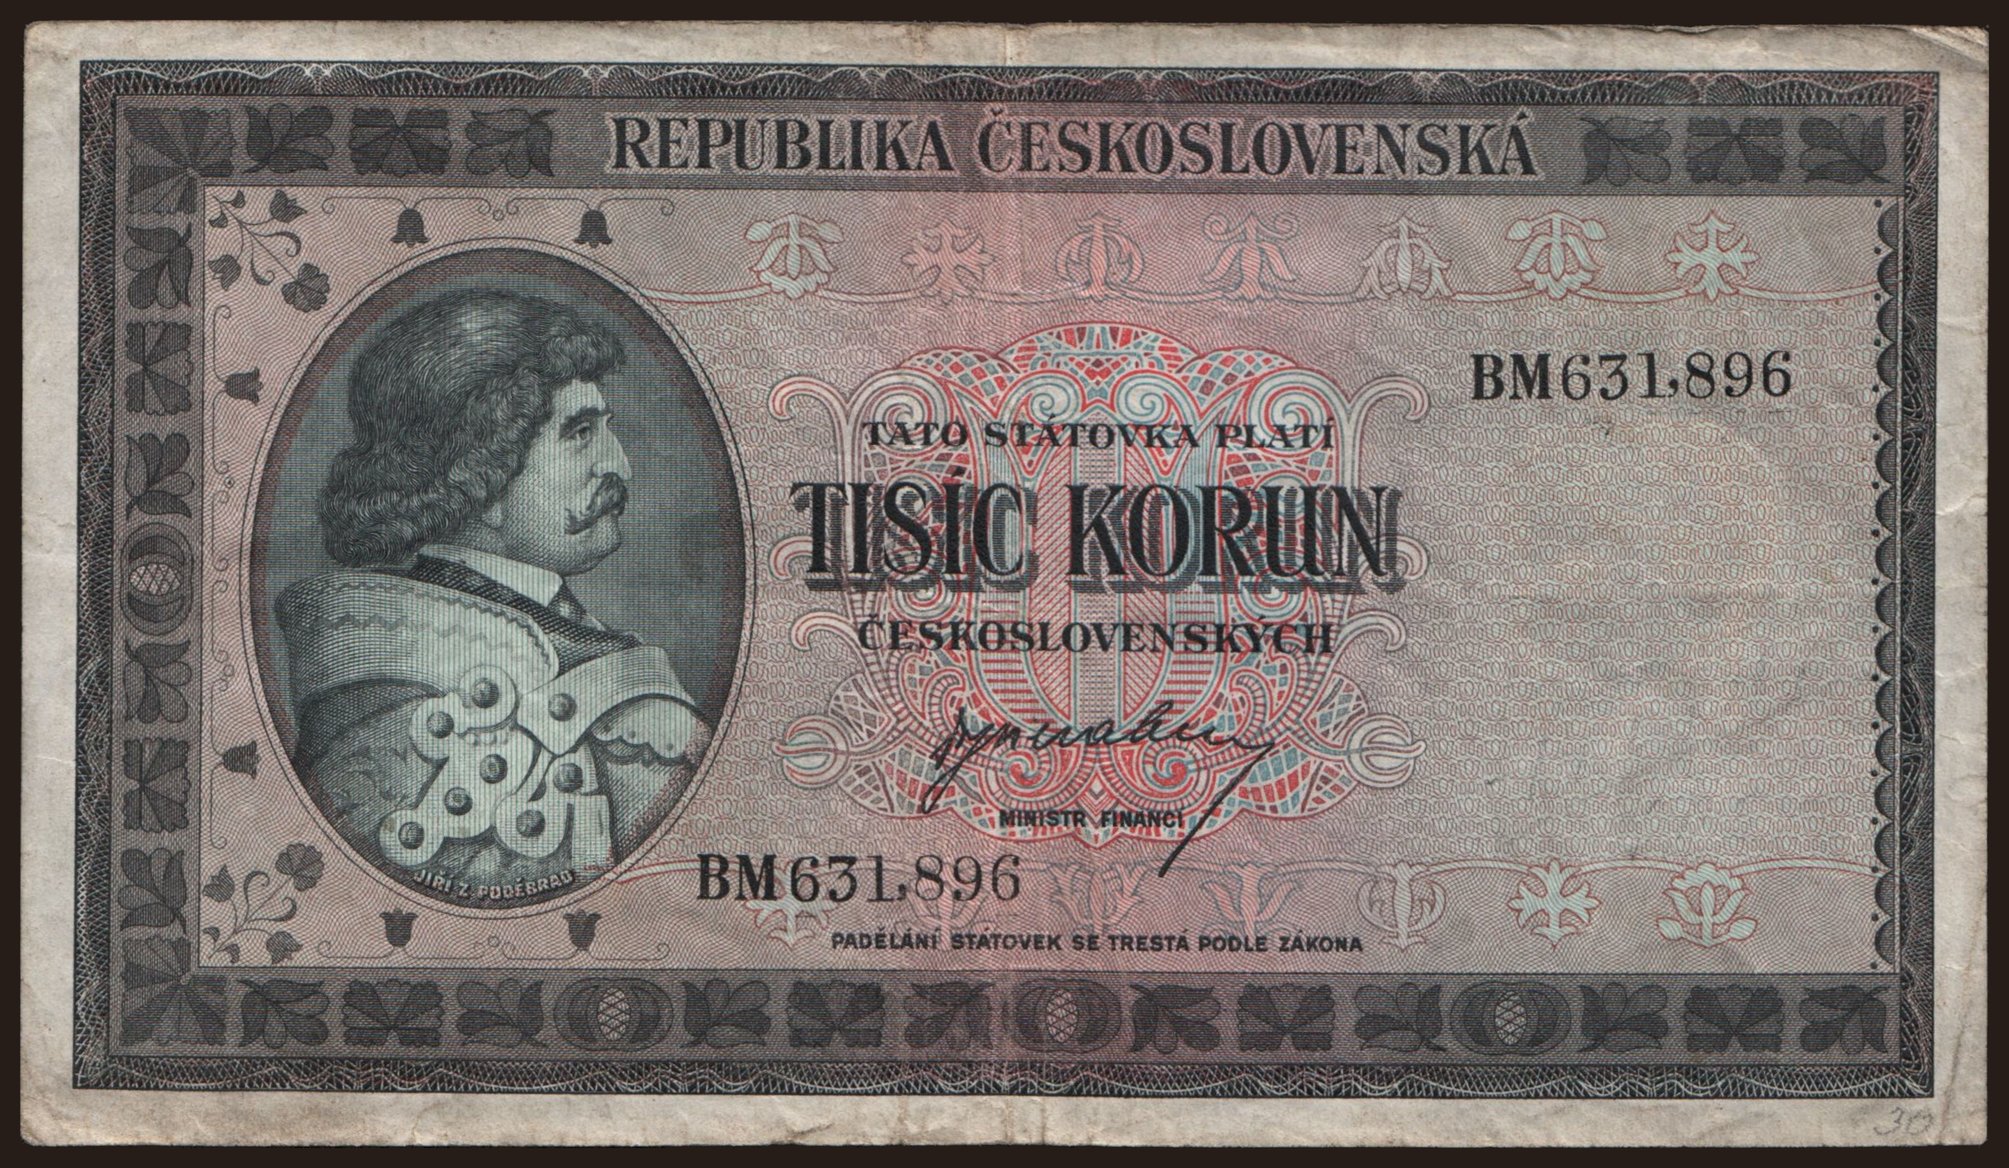 REPUBLIKA ČESKOSLOVENSKÁ
BM631,896
TATO STÁTOVKA PLATÍ
TISÍC KORUN
ČESKOSLOVENSKÝCH
MINISTR FINANCÍ
JIŘÍ Z PODĚBRAD
BM631,896
PADĚLÁNÍ STÁTOVEK SE TRESTÁ PODLE ZÁKONA
30